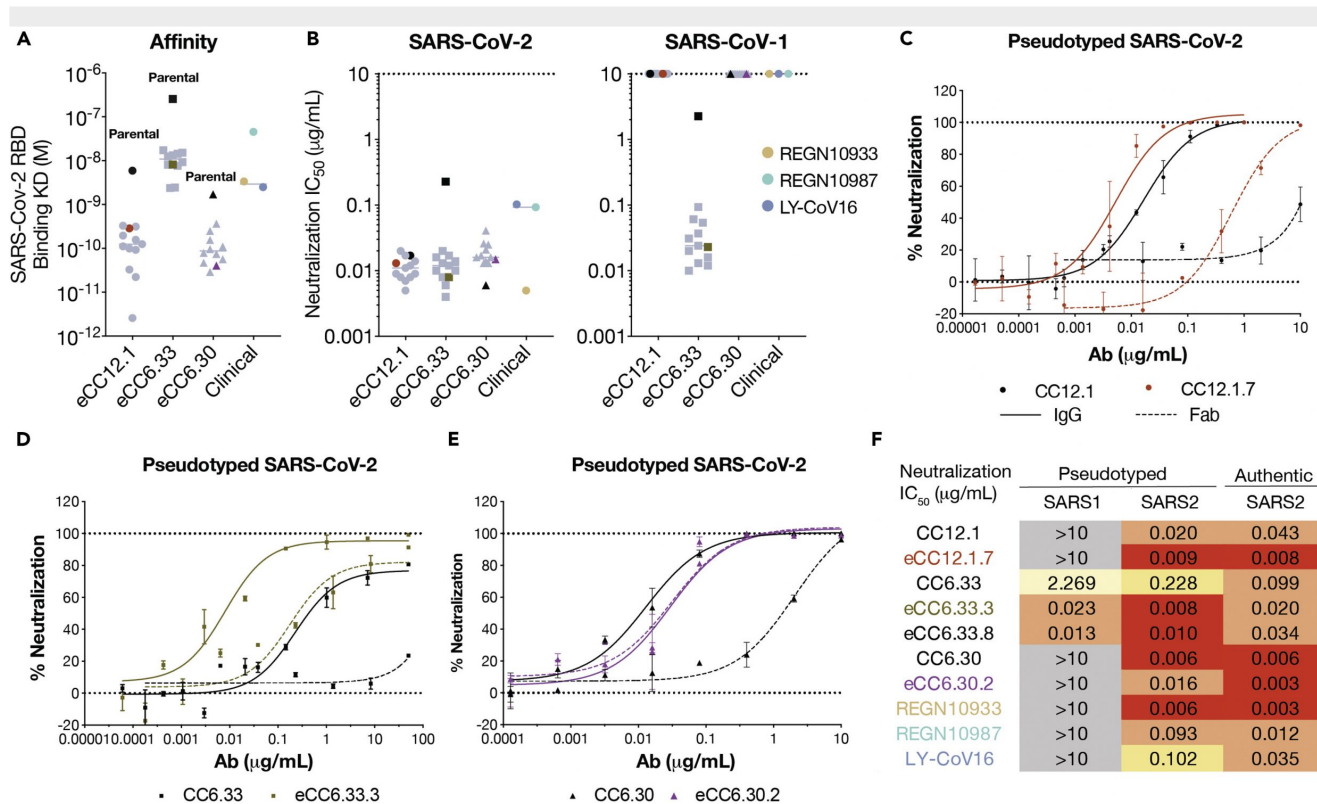 A
Affinity
SARS-Cov-2 RBD
Binding KD (M)
10-6
10-7
10-8
10-9
10-10
10-11
10-12
Parental
Parental
Parental
eCC12.1
eCC6.33
eCC6.30
Clinical
B
SARS-CoV-2
Neutralization IC50 (μg/mL)
10
1
0.1
0.01
0.001
eCC12.1
eCC6.33
eCC6.30
Clinical
SARS-CoV-1
10
1
0.1
0.01
0.001
REGN10933
REGN10987
LY-CoV16
eCC12.1
eCC6.33
eCC6.30
Clinical
C
Pseudotyped SARS-CoV-2
% Neutralization
120
100
80
60
40
20
0
-20
0.00001
0.001
0.01
0.1
1
10
Ab (μg/mL)
CC12.1
CC12.1.7
IgG
Fab
D
Pseudotyped SARS-CoV-2
% Neutralization
120
100
80
60
40
20
0
-20
0.00001
0.001
0.01
0.1
1
10
100
Ab (μg/mL)
CC6.33
eCC6.33.3
E
Pseudotyped SARS-CoV-2
% Neutralization
120
100
80
60
40
20
0
-20
0.0001
0.001
0.01
0.1
1
10
Ab (μg/mL)
CC6.30
eCC6.30.2
F
Neutralization Pseudotyped Authentic
IC50 (μg/mL) SARS1 SARS2 SARS2
CC12.1 >10 0.020 0.043
eCC12.1.7 >10 0.009 0.008
CC6.33 2.269 0.228 0.099
eCC6.33.3 0.023 0.008 0.020
eCC6.33.8 0.013 0.010 0.034
CC6.30 >10 0.006 0.006
eCC6.30.2 >10 0.016 0.003
REGN10933 >10 0.006 0.003
REGN10987 >10 0.093 0.012
LY-CoV16 >10 0.102 0.035